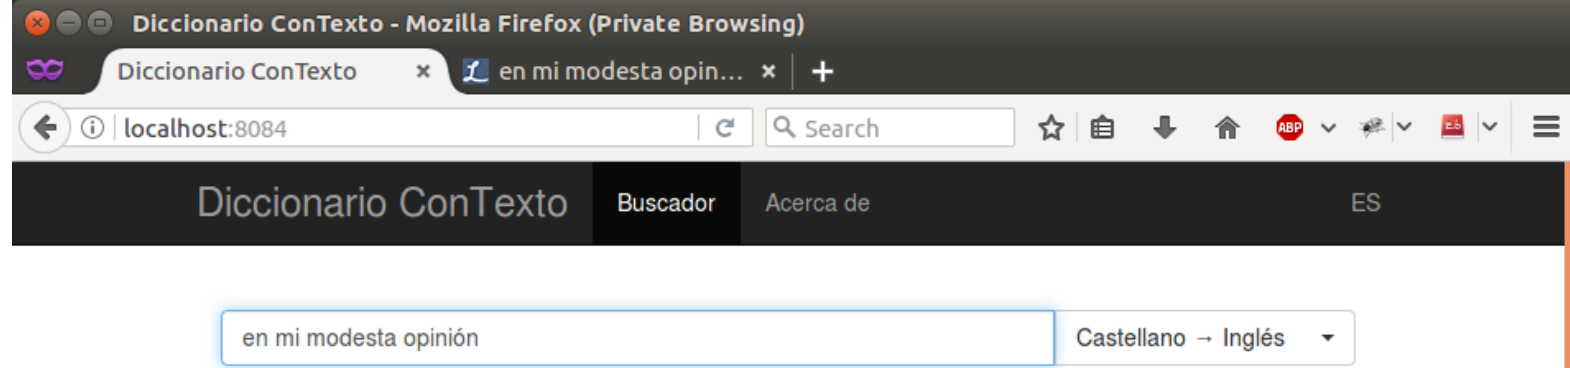 Diccionario ConTexto - Mozilla Firefox (Private Browsing)
Diccionario ConTexto × en mi modesta opin... × +
localhost:8084 Search ABP
Diccionario ConTexto Buscador Acerca de ES
en mi modesta opinión Castellano → Inglés